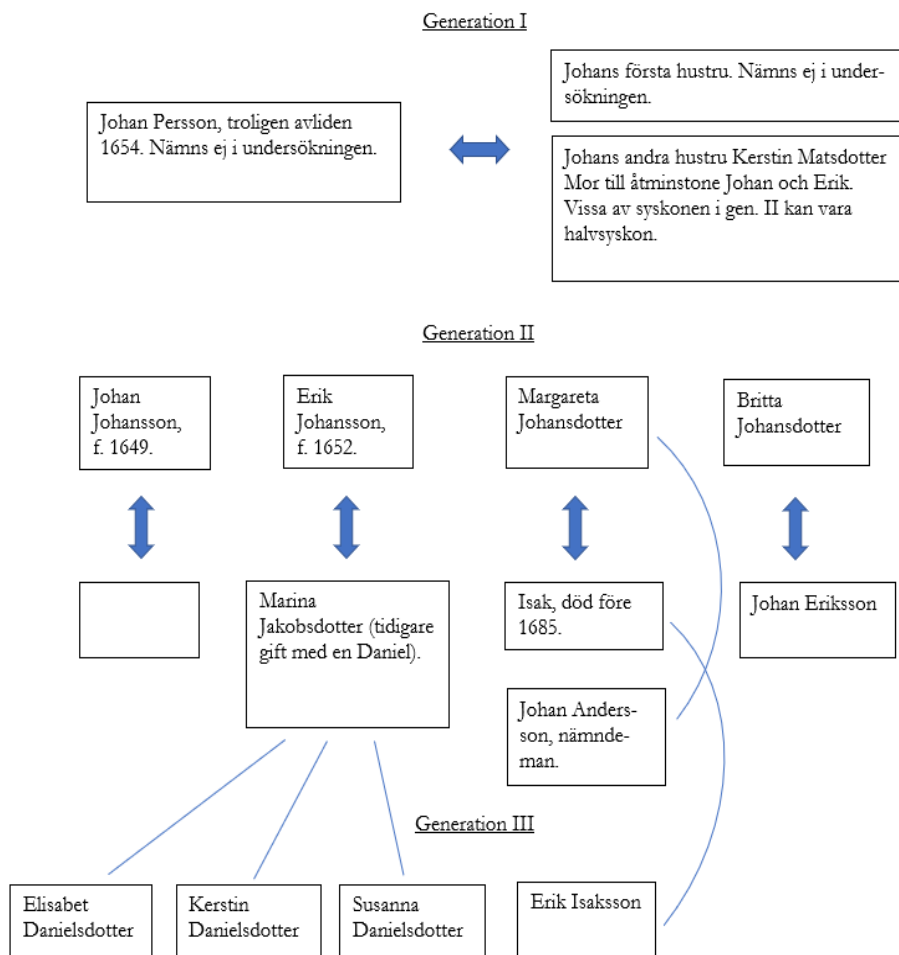 Generation I
Johan Persson, troligen avliden
1654. Nämns ej i undersökningen.
Johans första hustru. Nämns ej i under-
sökningen.
Johans andra hustru Kerstin Matsdotter
Mor till åtminstone Johan och Erik.
Vissa av syskonen i gen. II kan vara
halvsyskon.
Generation II
Johan
Johansson,
f. 1649.
Erik
Johansson,
f. 1652.
Margareta
Johansdotter
Britta
Johansdotter
Marina
Jakobsdotter (tidigare
gift med en Daniel).
Isak, död före
1685.
Johan Eriksson
Johan Anders-
son, nämnde-
man.
Generation III
Elisabet
Danielsdotter
Kerstin
Danielsdotter
Susanna
Danielsdotter
Erik Isaksson